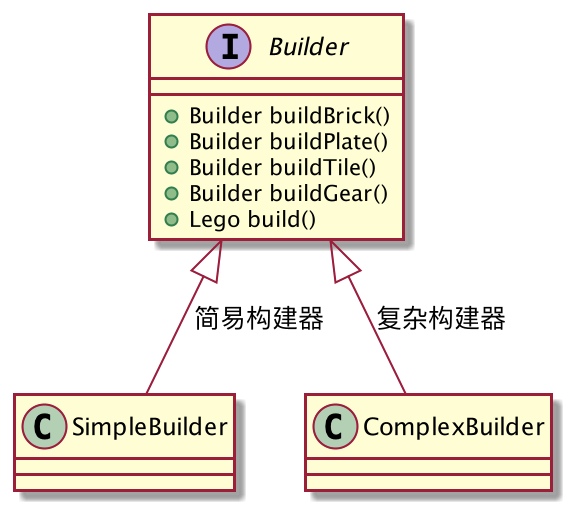 I Builder
Builder buildBrick()
Builder buildPlate()
Builder buildTile()
Builder buildGear()
Lego build()
简易构建器
复杂构建器
C SimpleBuilder
C ComplexBuilder